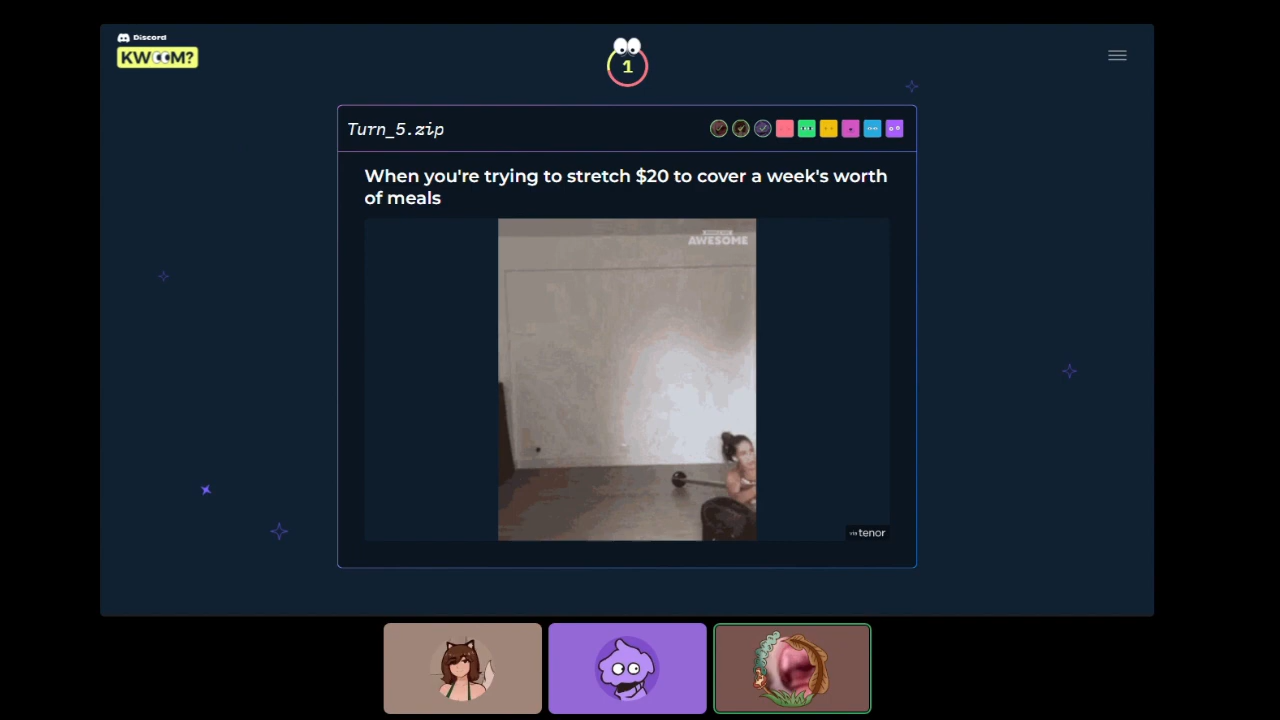 Discord
KWOOM?
1
Turn_5.zip
When you're trying to stretch $20 to cover a week's worth
of meals
AWESOME
via tenor